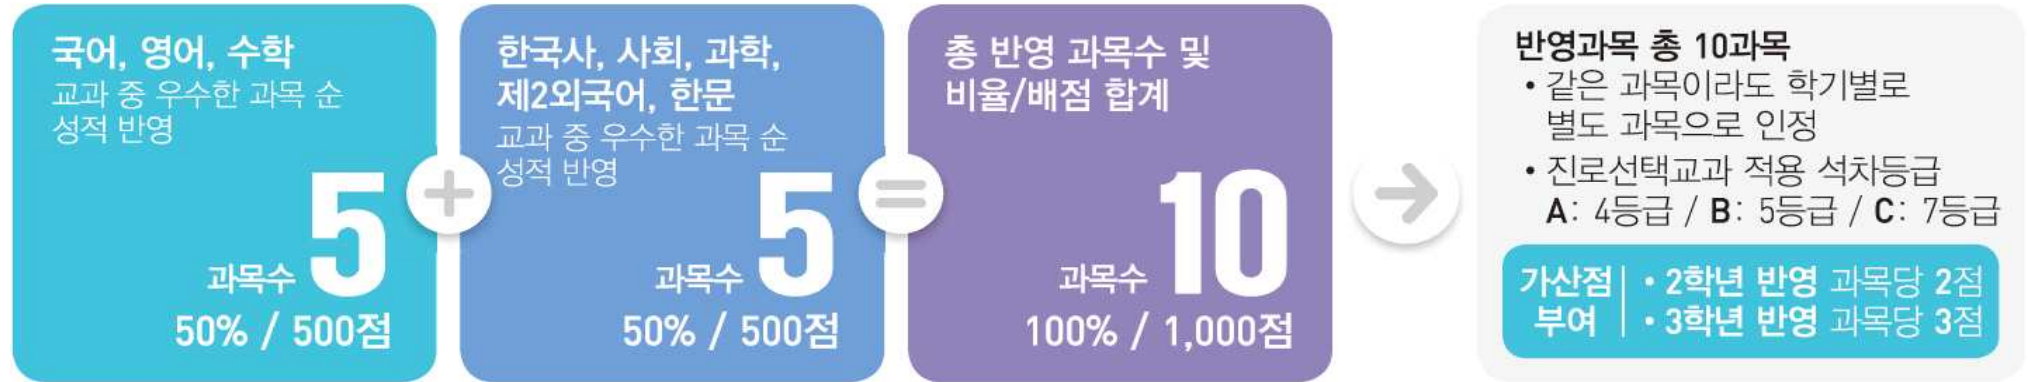 국어, 영어, 수학
교과 중 우수한 과목 순
성적 반영
과목수 5
50% / 500점
+
한국사, 사회, 과학,
제2외국어, 한문
교과 중 우수한 과목 순
성적 반영
과목수 5
50% / 500점
=
총 반영 과목수 및
비율/배점 합계
과목수 10
100% / 1,000점
반영과목 총 10과목
• 같은 과목이라도 학기별로
별도 과목으로 인정
• 진로선택교과 적용 석차등급
A: 4등급 / B: 5등급 / C: 7등급
가산점
부여
• 2학년 반영 과목당 2점
• 3학년 반영 과목당 3점